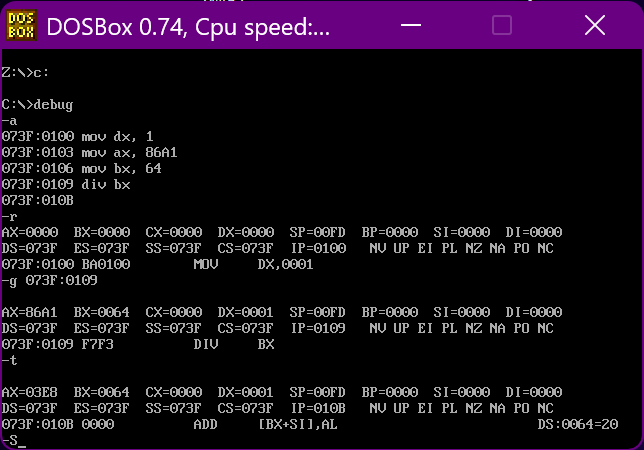 DOS
BOX
DOSBox 0.74, Cpu speed:...
Z:\>c:
C:\>debug
-a
073F:0100 mov dx, 1
073F:0103 mov ax, 86A1
073F:0106 mov bx, 64
073F:0109 div bx
073F:010B
-r
AX=0000  BX=0000  CX=0000  DX=0000  SP=00FD  BP=0000  SI=0000  DI=0000
DS=073F  ES=073F  SS=073F  CS=073F  IP=0100   NV UP EI PL NZ NA PO NC
073F:0100 BA0100        MOV     DX,0001
-g 073F:0109
AX=86A1  BX=0064  CX=0000  DX=0001  SP=00FD  BP=0000  SI=0000  DI=0000
DS=073F  ES=073F  SS=073F  CS=073F  IP=0109   NV UP EI PL NZ NA PO NC
073F:0109 F7F3          DIV     BX
-t
AX=03E8  BX=0064  CX=0000  DX=0001  SP=00FD  BP=0000  SI=0000  DI=0000
DS=073F  ES=073F  SS=073F  CS=073F  IP=010B   NV UP EI PL NZ NA PO NC
073F:010B 0000          ADD     [BX+SI],AL                         DS:0064=20
-S_